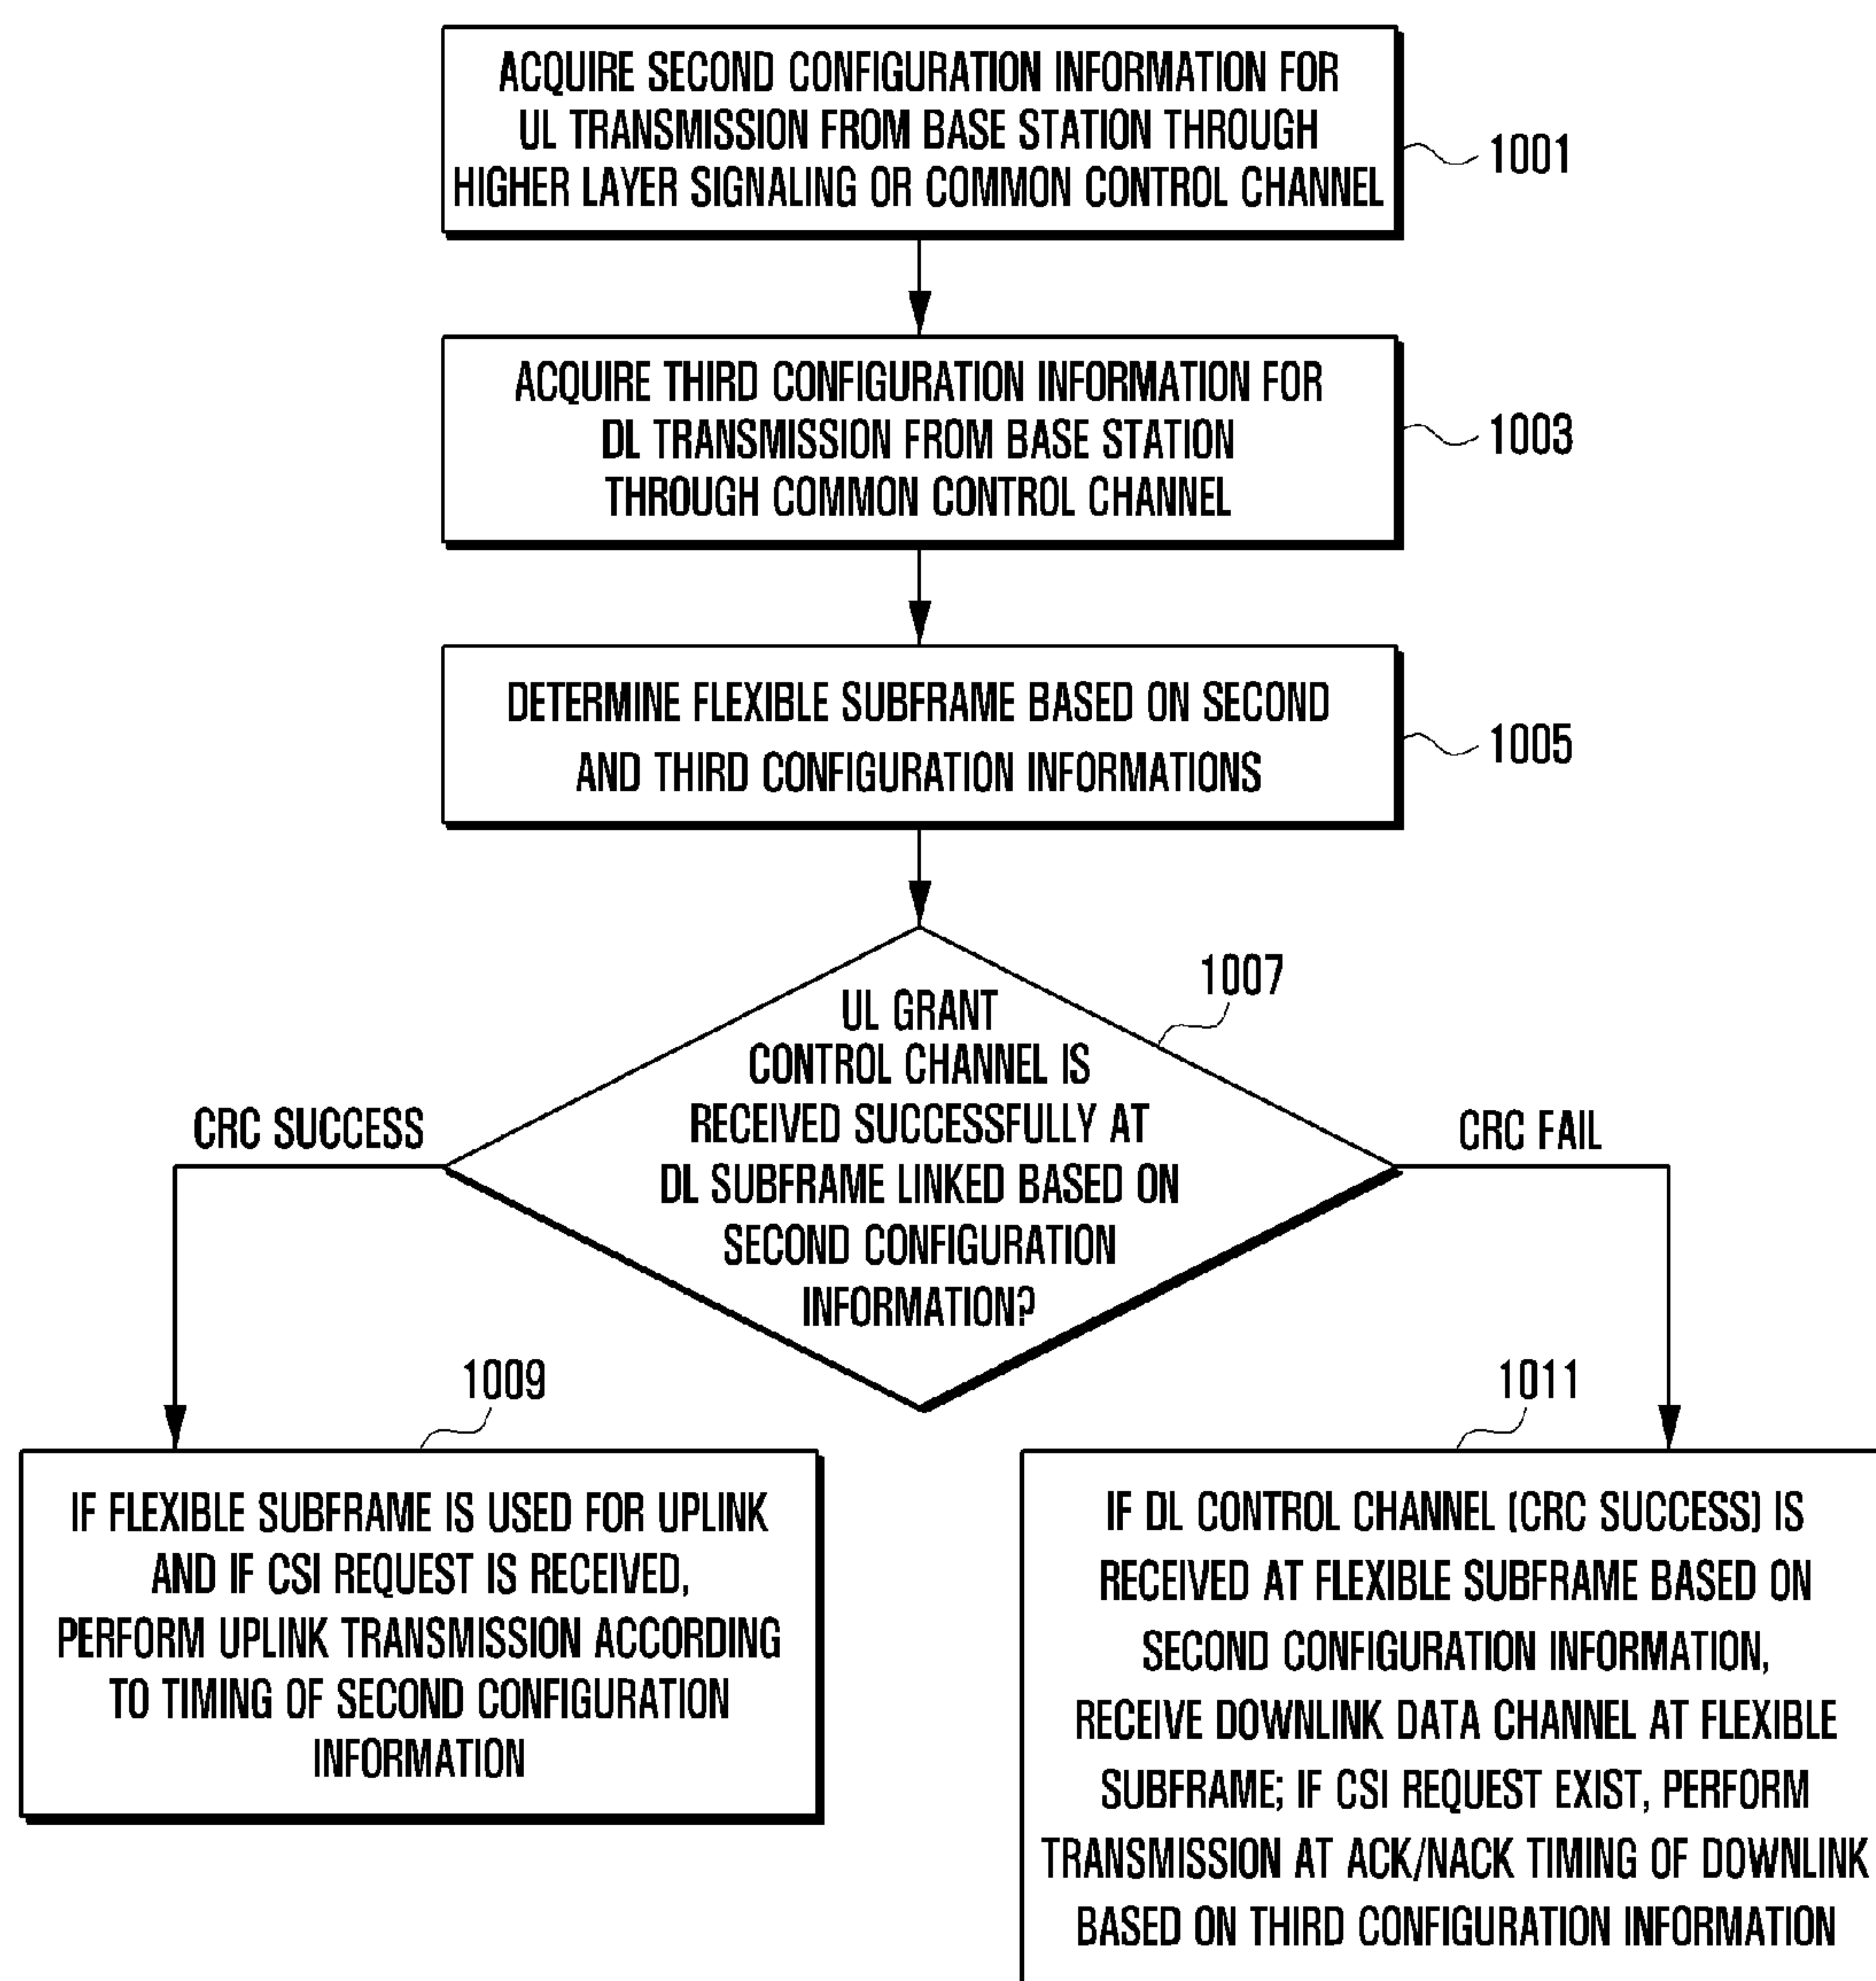 ACQUIRE SECOND CONFIGURATION INFORMATION FOR
UL TRANSMISSION FROM BASE STATION THROUGH
HIGHER LAYER SIGNALING OR COMMON CONTROL CHANNEL
1001
ACQUIRE THIRD CONFIGURATION INFORMATION FOR
DL TRANSMISSION FROM BASE STATION
THROUGH COMMON CONTROL CHANNEL
1003
DETERMINE FLEXIBLE SUBFRAME BASED ON SECOND
AND THIRD CONFIGURATION INFORMATIONS
1005
1007
UL GRANT
CONTROL CHANNEL IS
RECEIVED SUCCESSFULLY AT
DL SUBFRAME LINKED BASED ON
SECOND CONFIGURATION
INFORMATION?
CRC SUCCESS
CRC FAIL
1009
IF FLEXIBLE SUBFRAME IS USED FOR UPLINK
AND IF CSI REQUEST IS RECEIVED,
PERFORM UPLINK TRANSMISSION ACCORDING
TO TIMING OF SECOND CONFIGURATION
INFORMATION
1011
IF DL CONTROL CHANNEL (CRC SUCCESS) IS
RECEIVED AT FLEXIBLE SUBFRAME BASED ON
SECOND CONFIGURATION INFORMATION,
RECEIVE DOWNLINK DATA CHANNEL AT FLEXIBLE
SUBFRAME; IF CSI REQUEST EXIST, PERFORM
TRANSMISSION AT ACK/NACK TIMING OF DOWNLINK
BASED ON THIRD CONFIGURATION INFORMATION